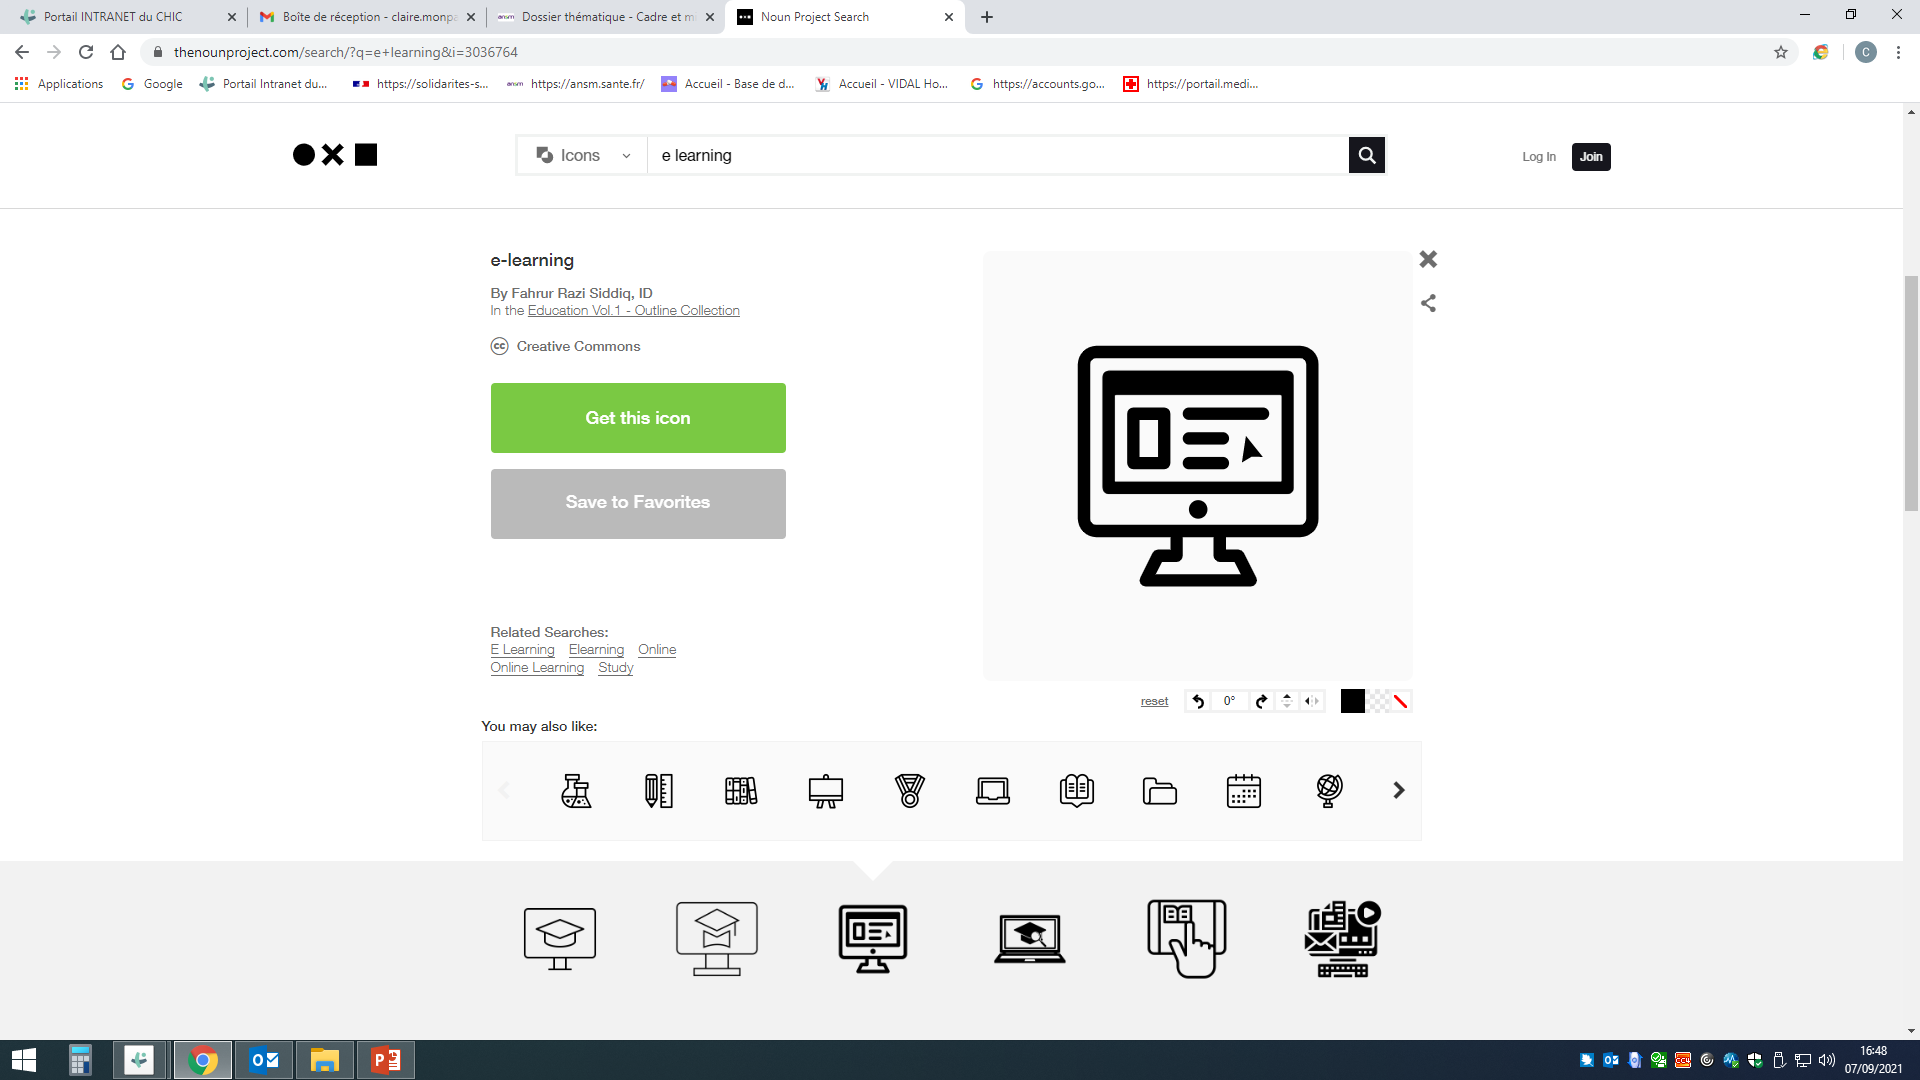 Portail INTRANET du CHIC
Boîte de réception - claire.monpa
Dossier thématique - Cadre et m
Noun Project Search
thenounproject.com/search/?q=e+learning&i=3036764
C
Applications
Google
Portail Intranet du...
https://solidarites-s...
https://ansm.sante.fr/
Accueil - Base de d...
Accueil - VIDAL Ho...
https://accounts.go...
https://portail.medi...
Icons
e learning
Log In
Join
e-learning
By Fahrur Razi Siddiq, ID
In the Education Vol.1 - Outline Collection
cc Creative Commons
Get this icon
Save to Favorites
Related Searches:
E Learning Elearning Online
Online Learning Study
reset
0°
You may also like:
16:48
07/09/2021